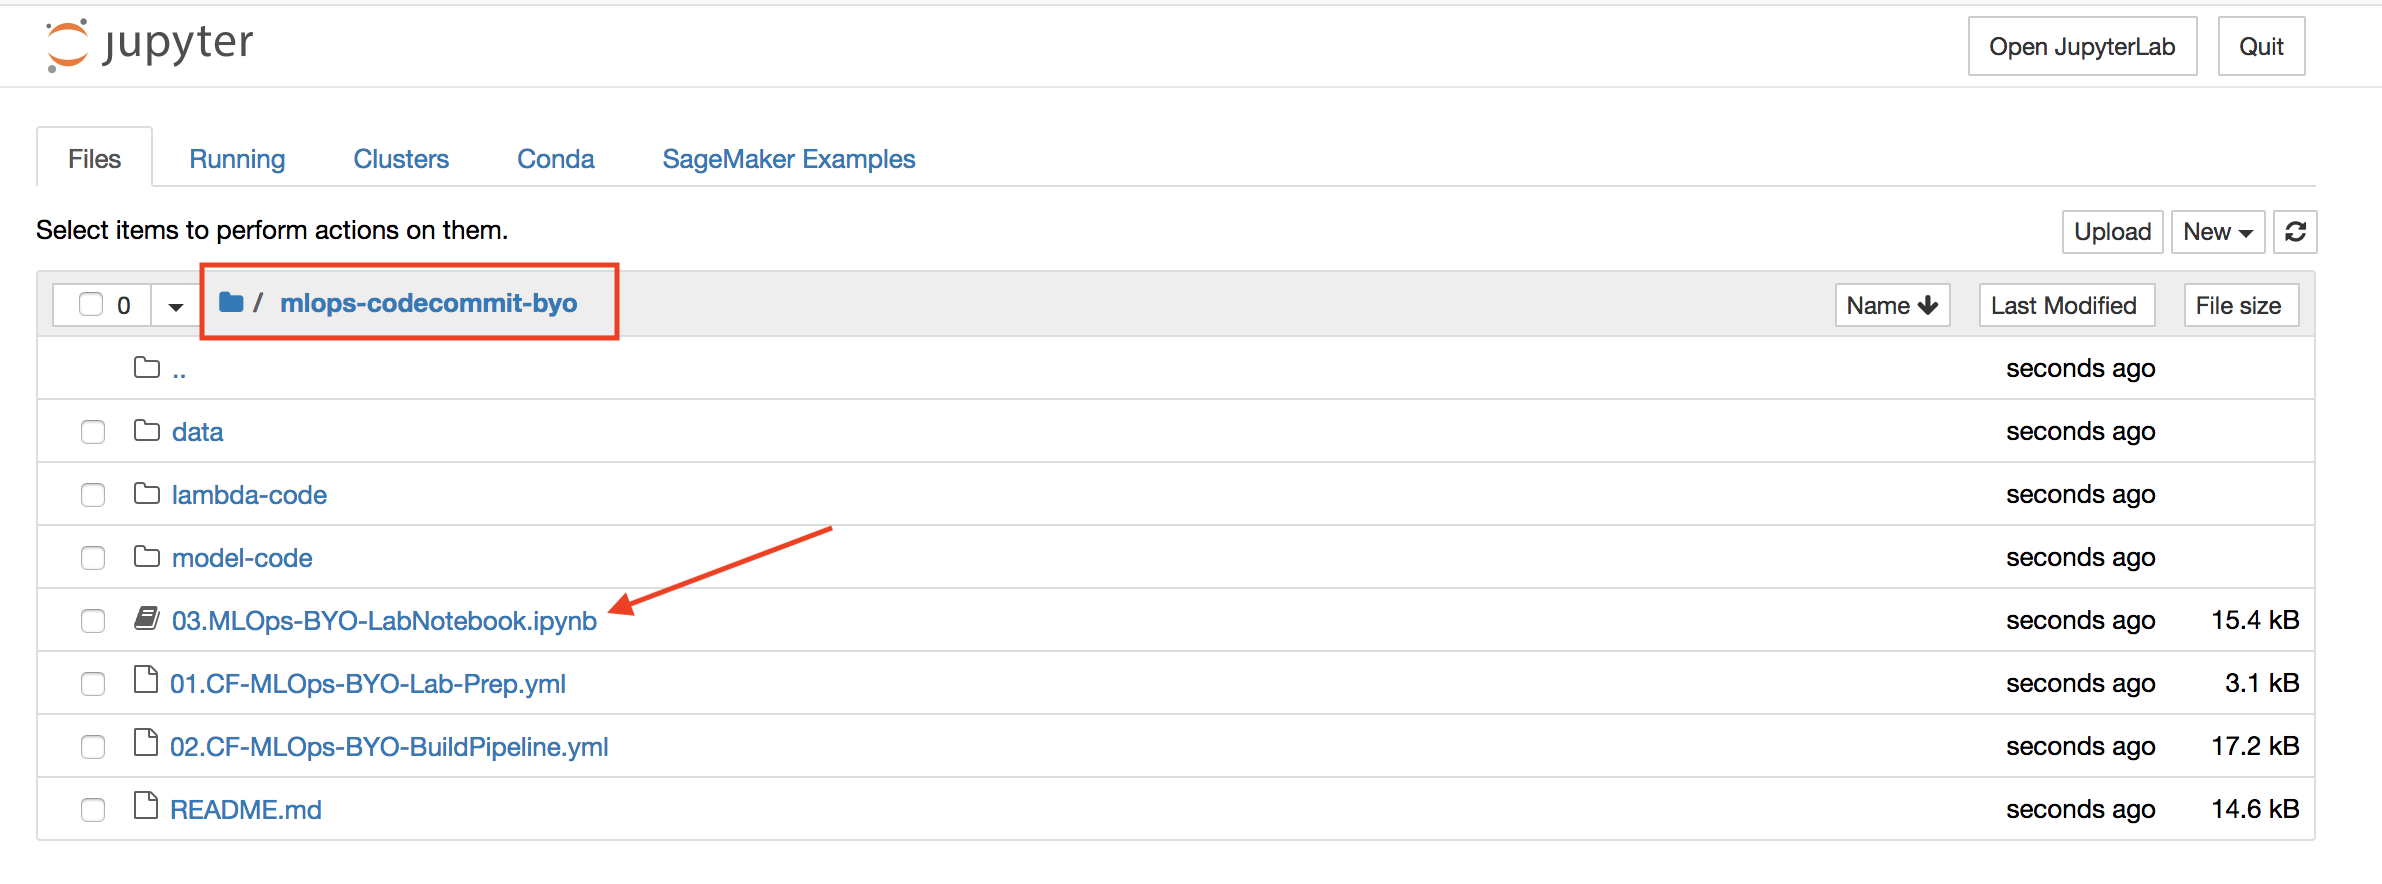 jupyter Open JupyterLab Quit
Files Running Clusters Conda SageMaker Examples
Select items to perform actions on them. Upload New
0 / mlops-codecommit-byo Name Last Modified File size
.. seconds ago
data seconds ago
lambda-code seconds ago
model-code seconds ago
03.MLOps-BYO-LabNotebook.ipynb seconds ago 15.4 kB
01.CF-MLOps-BYO-Lab-Prep.yml seconds ago 3.1 kB
02.CF-MLOps-BYO-BuildPipeline.yml seconds ago 17.2 kB
README.md seconds ago 14.6 kB